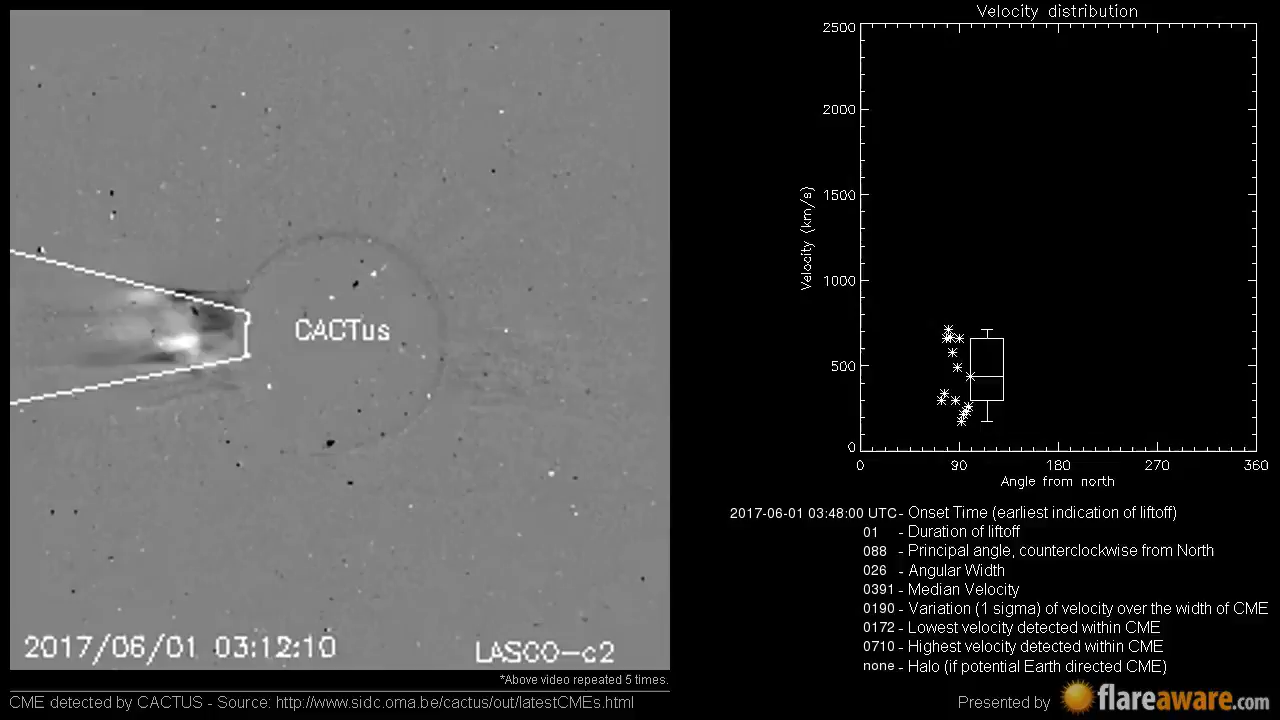 Velocity distribution
2500
2000
1500
1000
500
0
Velocity (km/s)
0 90 180 270 360
Angle from north
CACTus
2017/06/01 03:12:10
LASCO-c2
*Above video repeated 5 times.
CME detected by CACTUS - Source: http://www.sidc.oma.be/cactus/out/latestCMEs.html
2017-06-01 03:48:00 UTC - Onset Time (earliest indication of liftoff)
01 - Duration of liftoff
088 - Principal angle, counterclockwise from North
026 - Angular Width
0391 - Median Velocity
0190 - Variation (1 sigma) of velocity over the width of CME
0172 - Lowest velocity detected within CME
0710 - Highest velocity detected within CME
none - Halo (if potential Earth directed CME)
Presented by flareaware.com